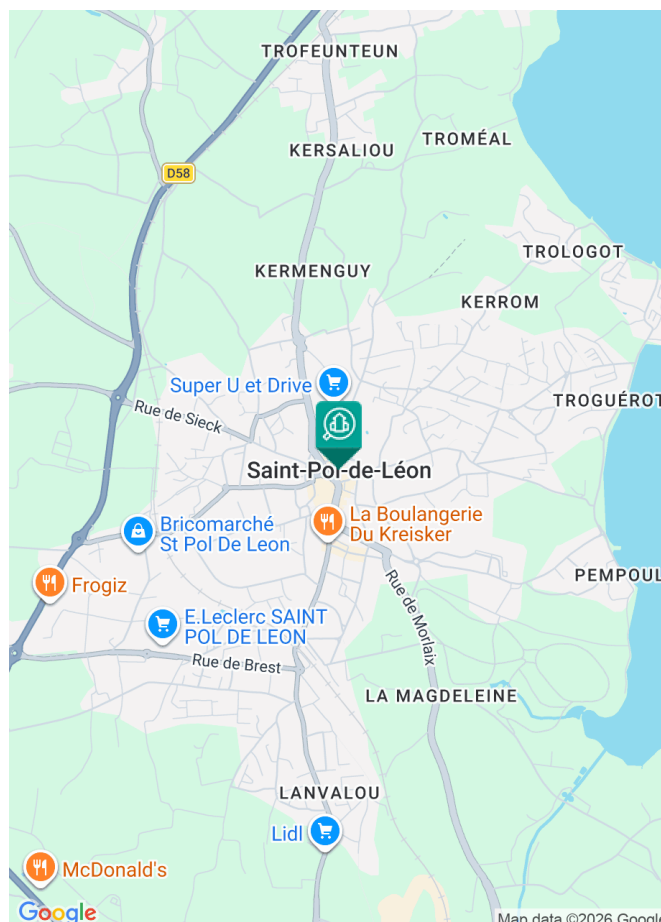 TROFEUNTEUN
TROMÉAL
KERSALIOU
D58
TROLOGOT
KERMENGUY
KERROM
Super U et Drive
TROGUÉROT
Rue de Sieck
Saint-Pol-de-Léon
La Boulangerie
Du Kreisker
Bricomarché
St Pol De Leon
PEMPOUL
Frogiz
Rue de Morlaix
E.Leclerc SAINT
POL DE LEON
Rue de Brest
LA MAGDELEINE
LANVALOU
Lidl
McDonald's
Google
Map data ©2026 Google